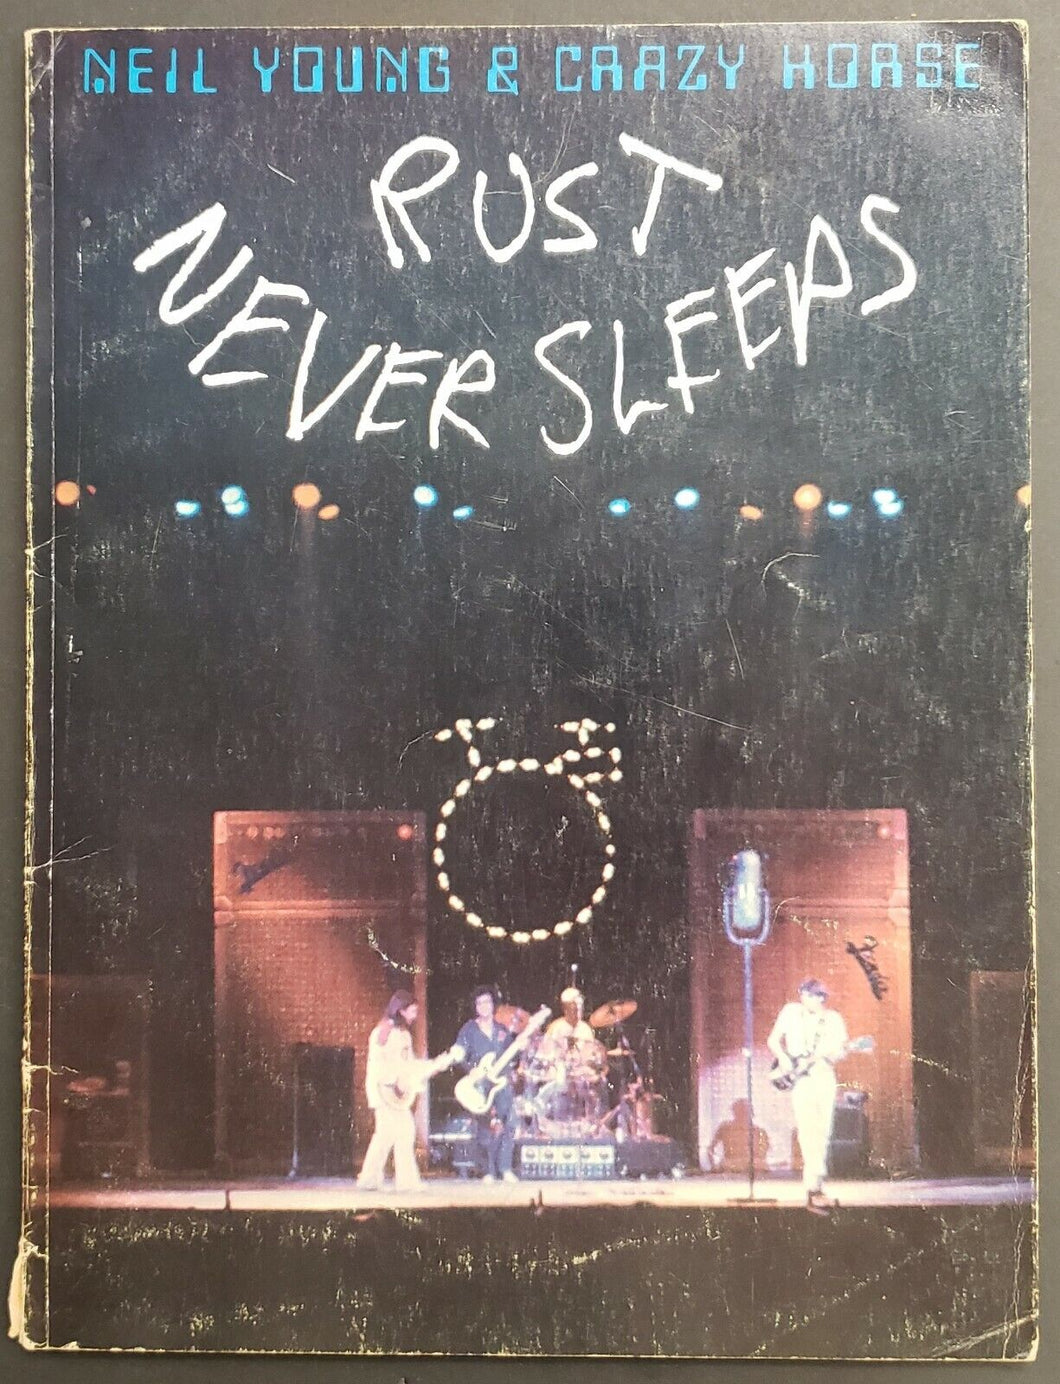 NEIL YOUNG & CRAZY HORSE
RUST
NEVER SLEEPS